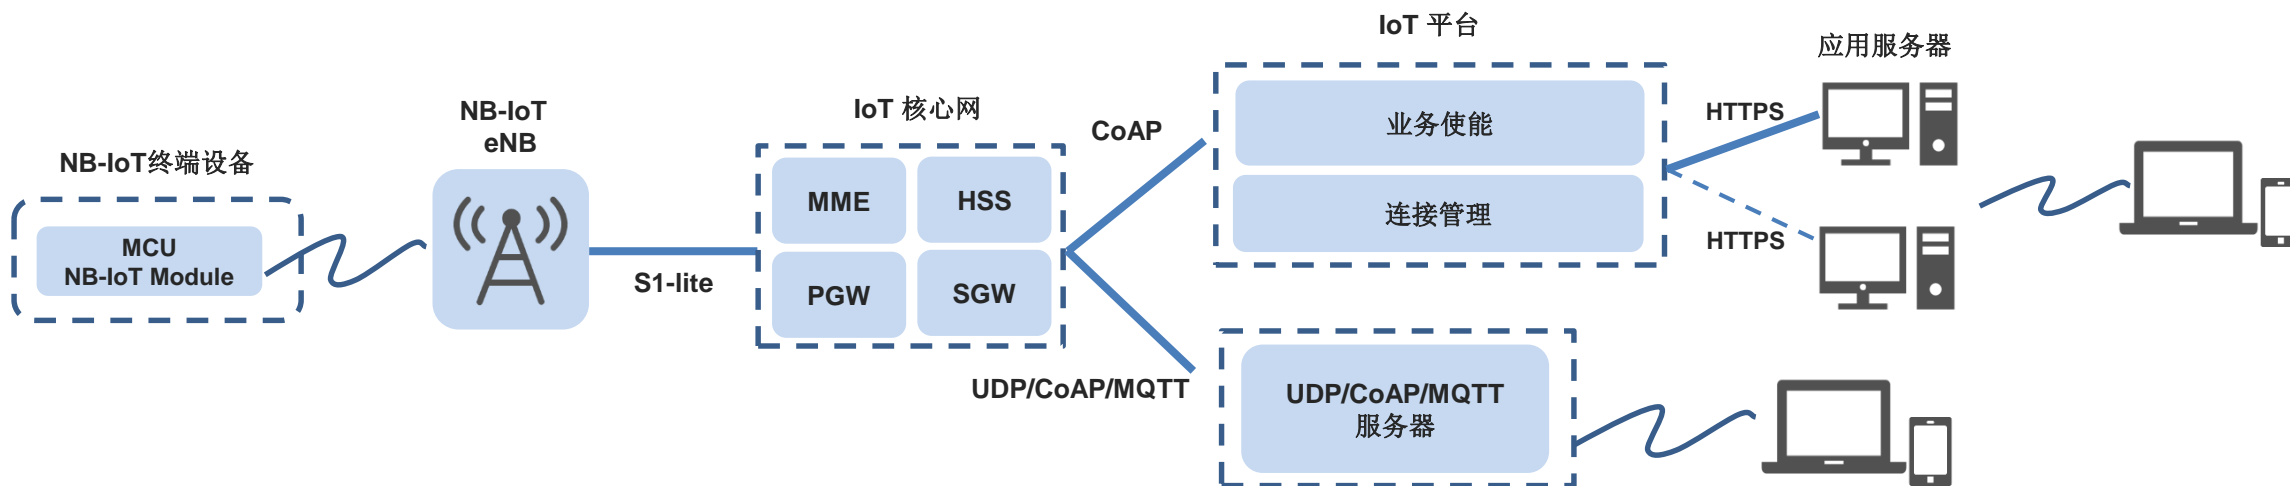 NB-IoT终端设备
MCU
NB-IoT Module
NB-IoT
eNB
S1-lite
IoT 核心网
MME
HSS
PGW
SGW
CoAP
UDP/CoAP/MQTT
IoT 平台
业务使能
连接管理
UDP/CoAP/MQTT
服务器
HTTPS
HTTPS
应用服务器